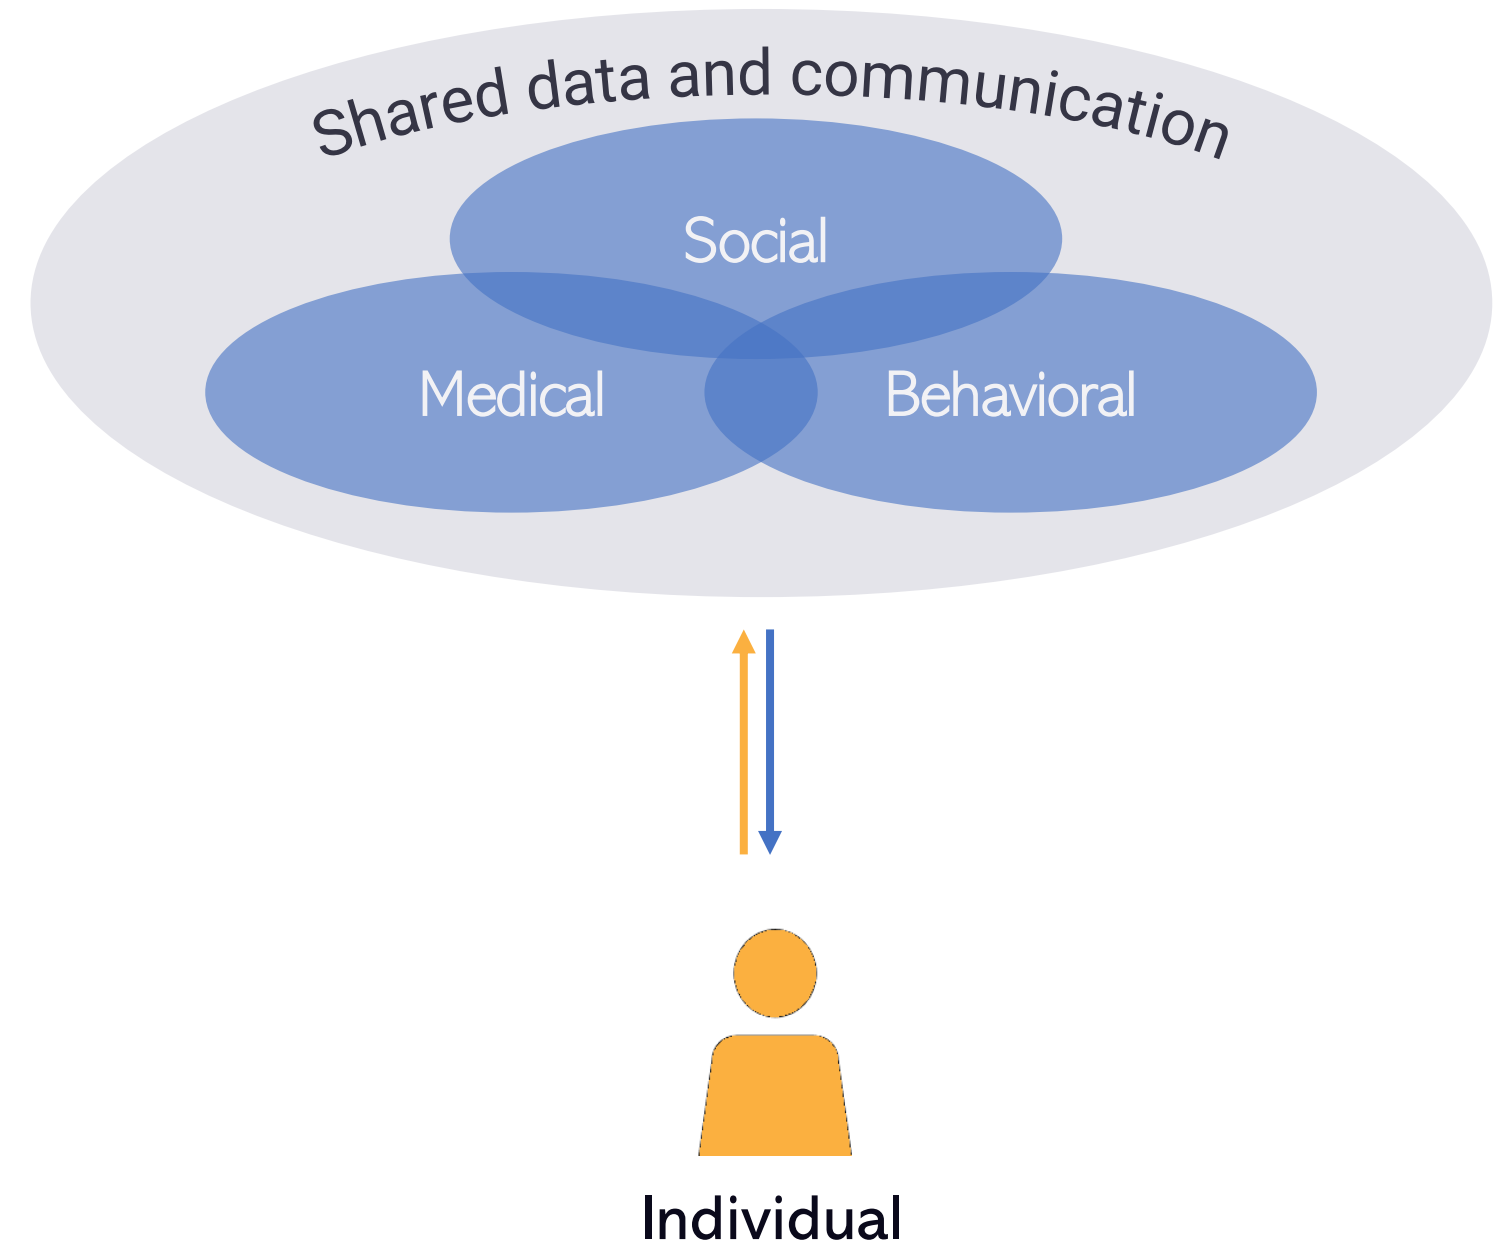 Shared data and communication
Social
Medical
Behavioral
Individual